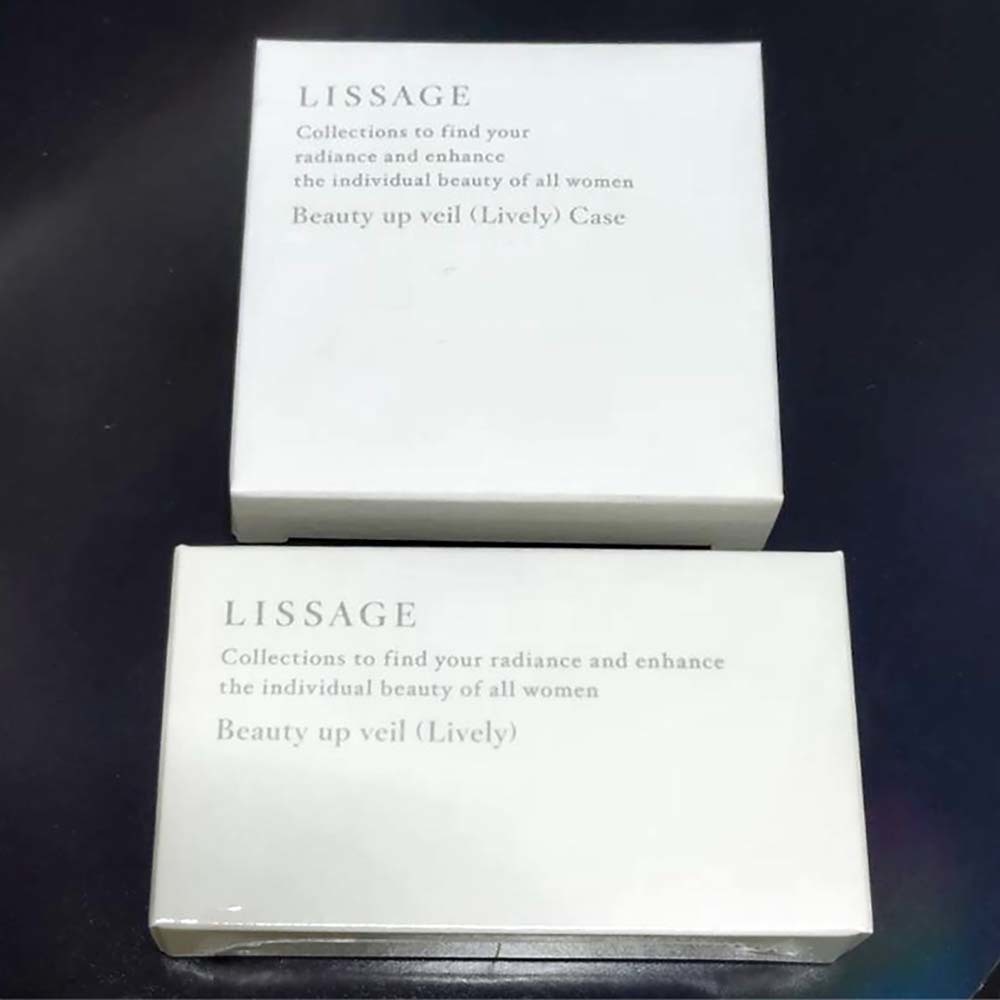 LISSAGE
Collections to find your
radiance and enhance
the individual beauty of all women
Beauty up veil (Lively) Case
LISSAGE
Collections to find your radiance and enhance
the individual beauty of all women
Beauty up veil (Lively)